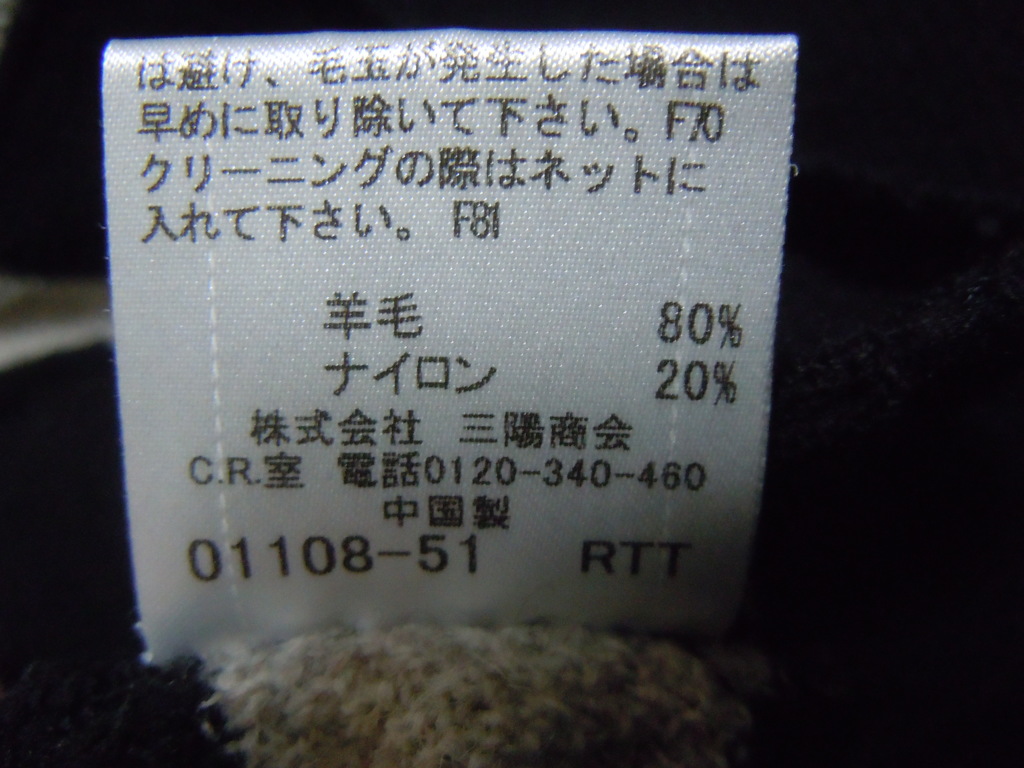 は避け、毛玉が発生した場合は
早めに取り除いて下さい。F70
クリーニングの際はネットに
入れて下さい。F81
羊毛 80%
ナイロン 20%
株式会社 三陽商会
C.R.室 電話0120-340-460
中国製
01108-51 RTT